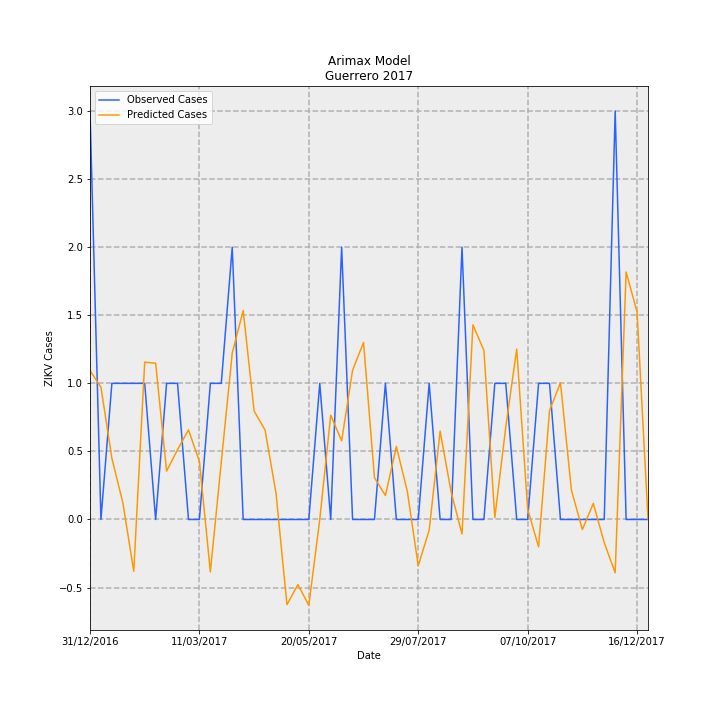 Arimax Model
Guerrero 2017
Observed Cases
Predicted Cases
3.0
2.5
2.0
1.5
1.0
0.5
0.0
−0.5
ZIKV Cases
31/12/2016 11/03/2017 20/05/2017 29/07/2017 07/10/2017 16/12/2017
Date